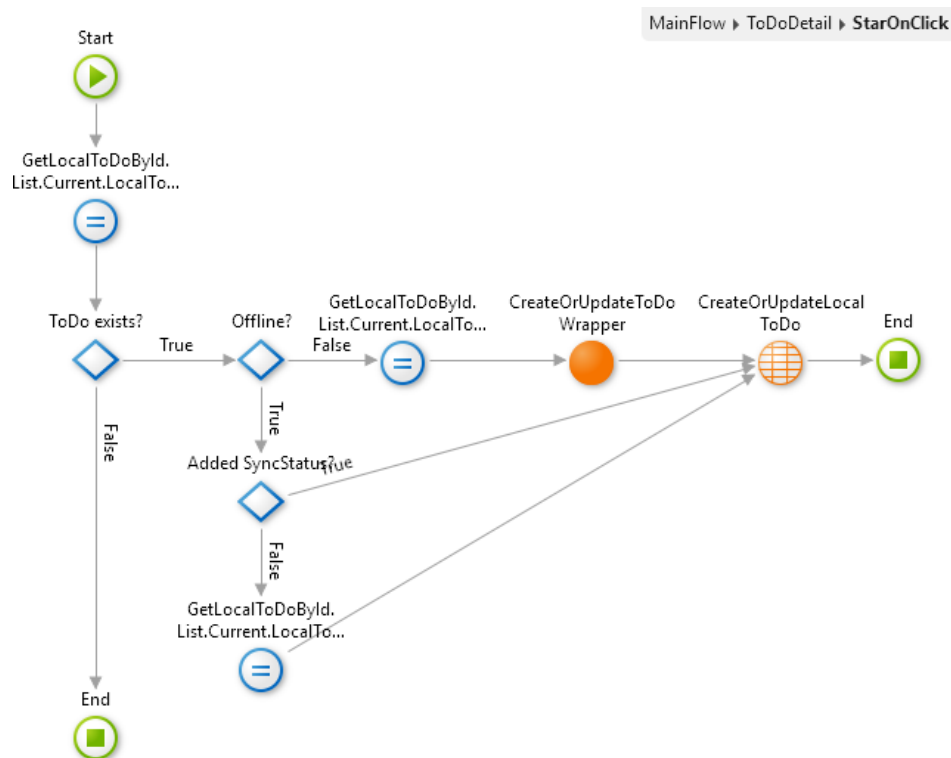 MainFlow ▸ ToDoDetail ▸ StarOnClick
Start
GetLocalToDoById.
List.Current.LocalTo...
ToDo exists?
True
False
Offline?
False
True
GetLocalToDoById.
List.Current.LocalTo...
CreateOrUpdateToDo
Wrapper
CreateOrUpdateLocal
ToDo
End
Added SyncStatus?
True
False
GetLocalToDoById.
List.Current.LocalTo...
End